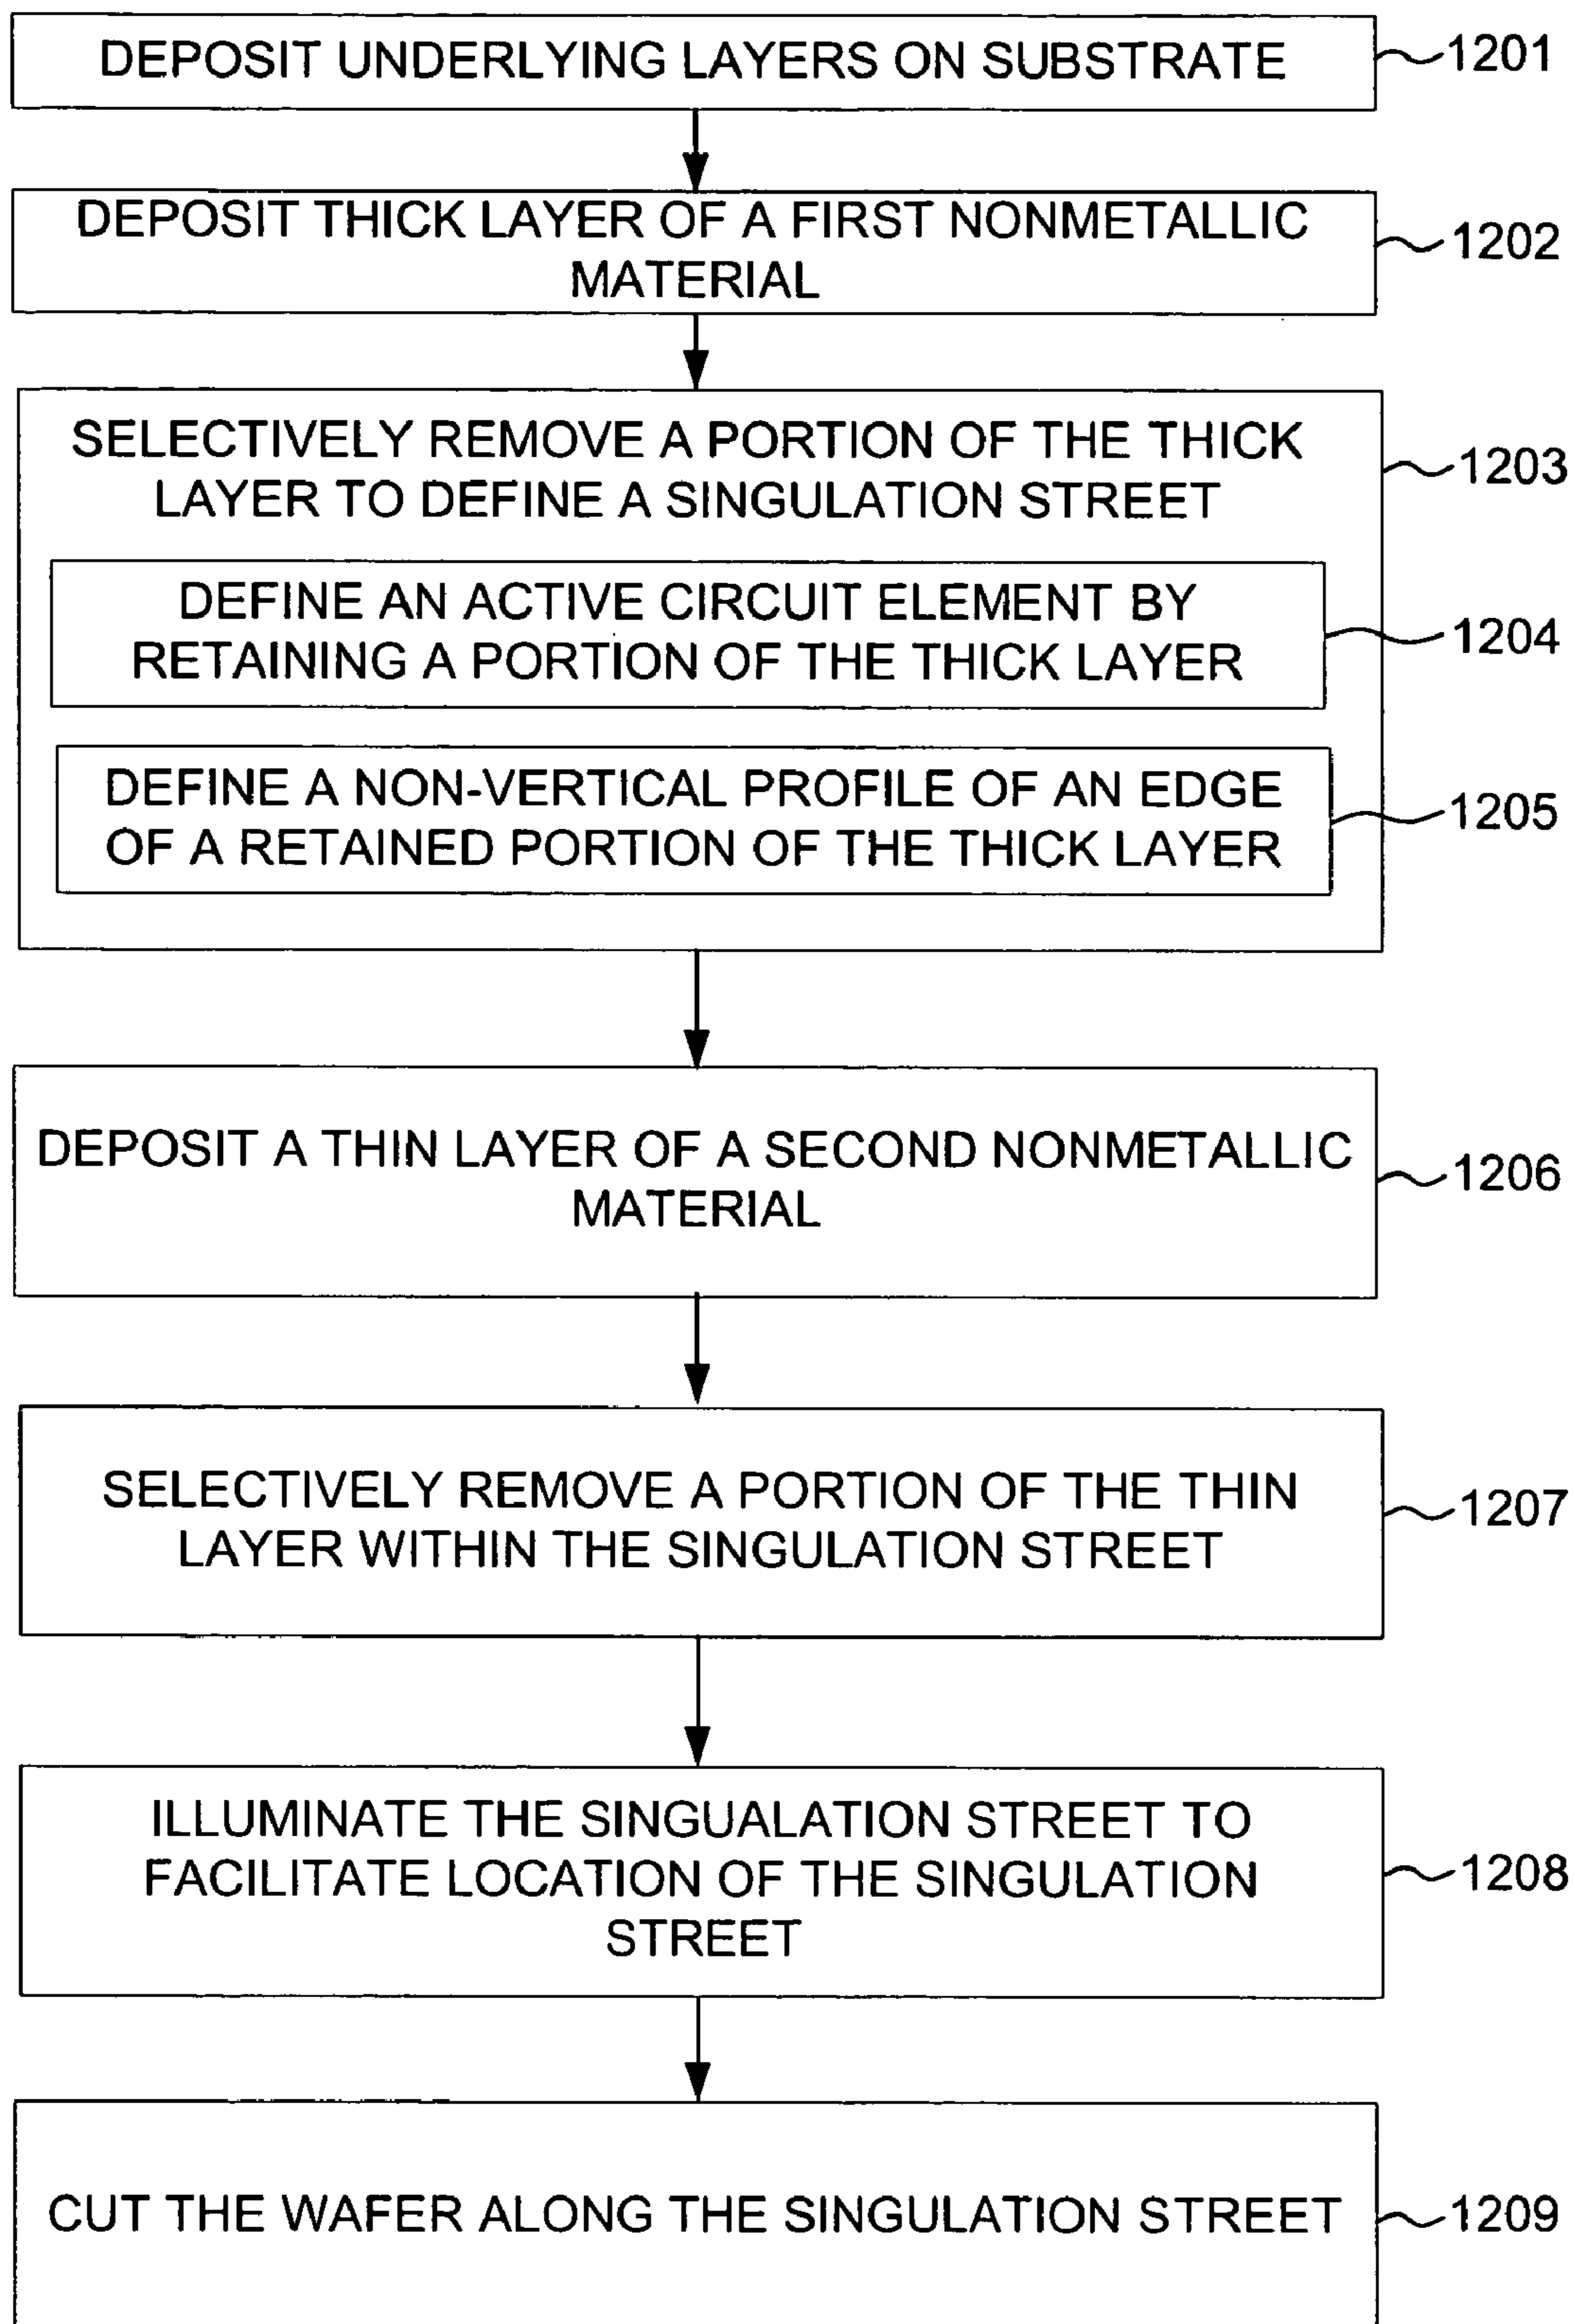 DEPOSIT UNDERLYING LAYERS ON SUBSTRATE
1201
DEPOSIT THICK LAYER OF A FIRST NONMETALLIC
MATERIAL
1202
SELECTIVELY REMOVE A PORTION OF THE THICK
LAYER TO DEFINE A SINGULATION STREET
1203
DEFINE AN ACTIVE CIRCUIT ELEMENT BY
RETAINING A PORTION OF THE THICK LAYER
1204
DEFINE A NON-VERTICAL PROFILE OF AN EDGE
OF A RETAINED PORTION OF THE THICK LAYER
1205
DEPOSIT A THIN LAYER OF A SECOND NONMETALLIC
MATERIAL
1206
SELECTIVELY REMOVE A PORTION OF THE THIN
LAYER WITHIN THE SINGULATION STREET
1207
ILLUMINATE THE SINGUALATION STREET TO
FACILITATE LOCATION OF THE SINGULATION
STREET
1208
CUT THE WAFER ALONG THE SINGULATION STREET
1209